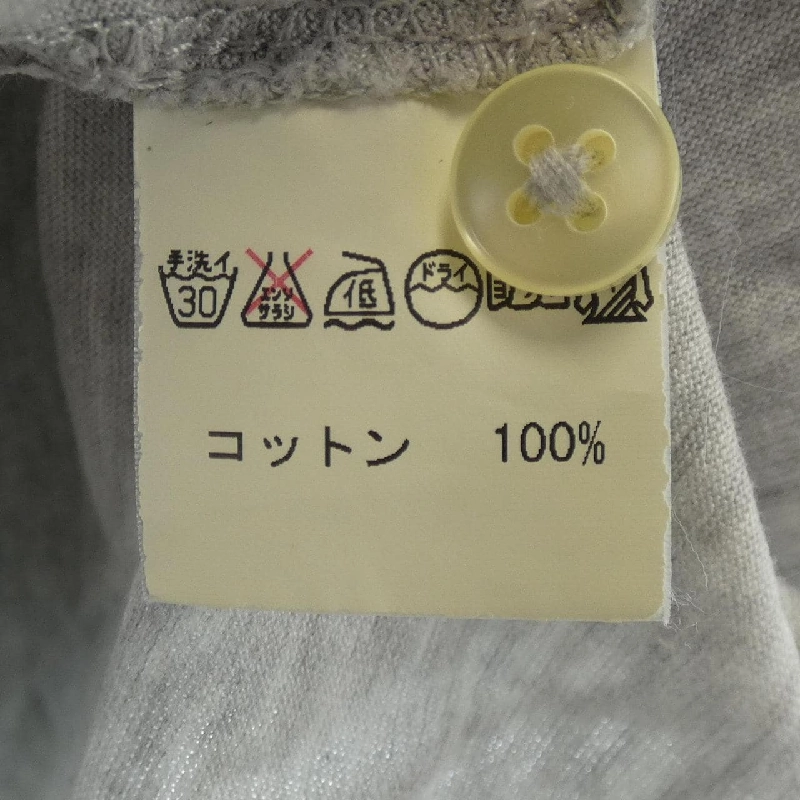 手洗イ
30
エンソ
サラシ
低
ドライ
コットン 100%